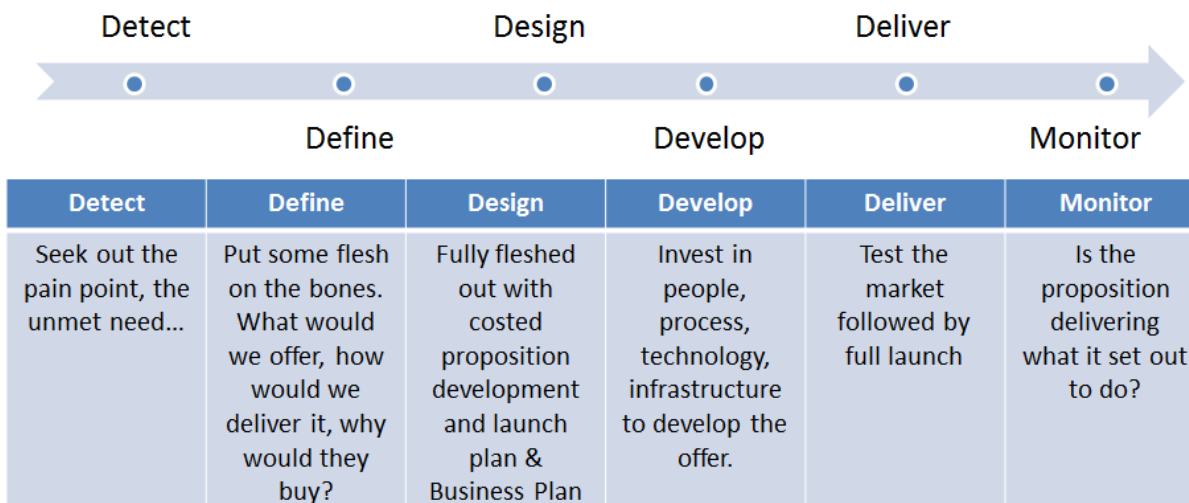 Detect
Design
Deliver
Define
Develop
Monitor
Detect
Define
Design
Develop
Deliver
Monitor
Seek out the
pain point, the
unmet need...
Put some flesh
on the bones.
What would
we offer, how
would we
deliver it, why
would they
buy?
Fully fleshed
out with
costed
proposition
development
and launch
plan &
Business Plan
Invest in
people,
process,
technology,
infrastructure
to develop the
offer.
Test the
market
followed by
full launch
Is the
proposition
delivering
what it set out
to do?